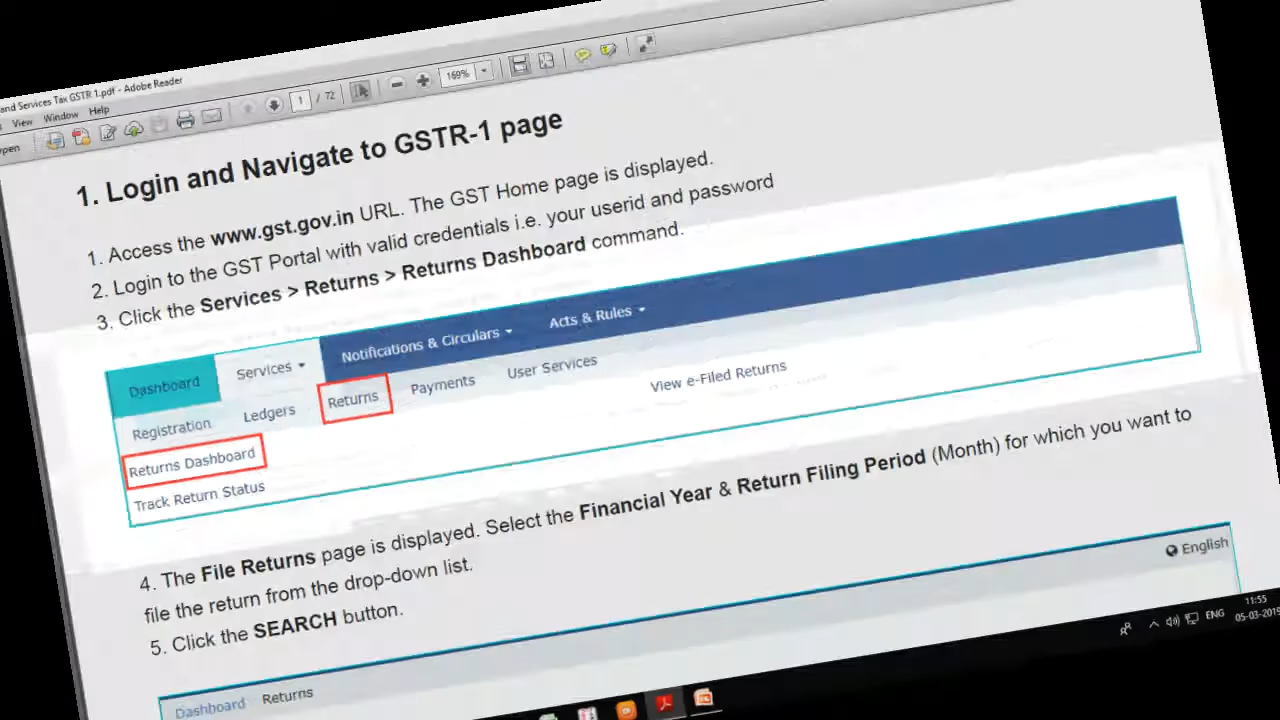 and Services Tax GSTR 1.pdf - Adobe Reader
View Window Help
1 / 72 169%
1. Login and Navigate to GSTR-1 page
1. Access the www.gst.gov.in URL. The GST Home page is displayed.
2. Login to the GST Portal with valid credentials i.e. your userid and password
3. Click the Services > Returns > Returns Dashboard command.
Dashboard Services Notifications & Circulars Acts & Rules
Registration Ledgers Returns Payments User Services
Returns Dashboard View e-Filed Returns
Track Return Status
4. The File Returns page is displayed. Select the Financial Year & Return Filing Period (Month) for which you want to
file the return from the drop-down list.
5. Click the SEARCH button.
Dashboard Returns English
ENG 11:55
05-03-2019